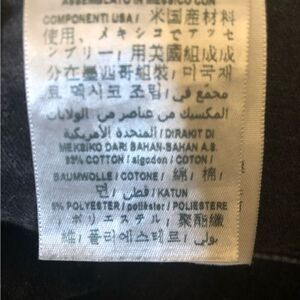 ASSEMBLATO IN MESSICO CON
COMPONENTI USA / 米国産材料
使用、メキシコでアッセ
ンブリー / 用美國組成成
分在墨西哥組裝 / 미국재
료 멕시코 조립 / مجمّع في
المكسيك من عناصر من الولايات
المتحدة الأمريكية / DIRAKIT DI
MEKSIKO DARI BAHAN-BAHAN A.S.
COTTON / algodon / COTON /
BAUMWOLLE / COTONE / 綿 / 棉 /
면 / قطن / KATUN
POLYESTER / poliéster / POLIESTERE
/ ポリエステル / 聚酯纖
維 / 폴리에스테르 / بولي